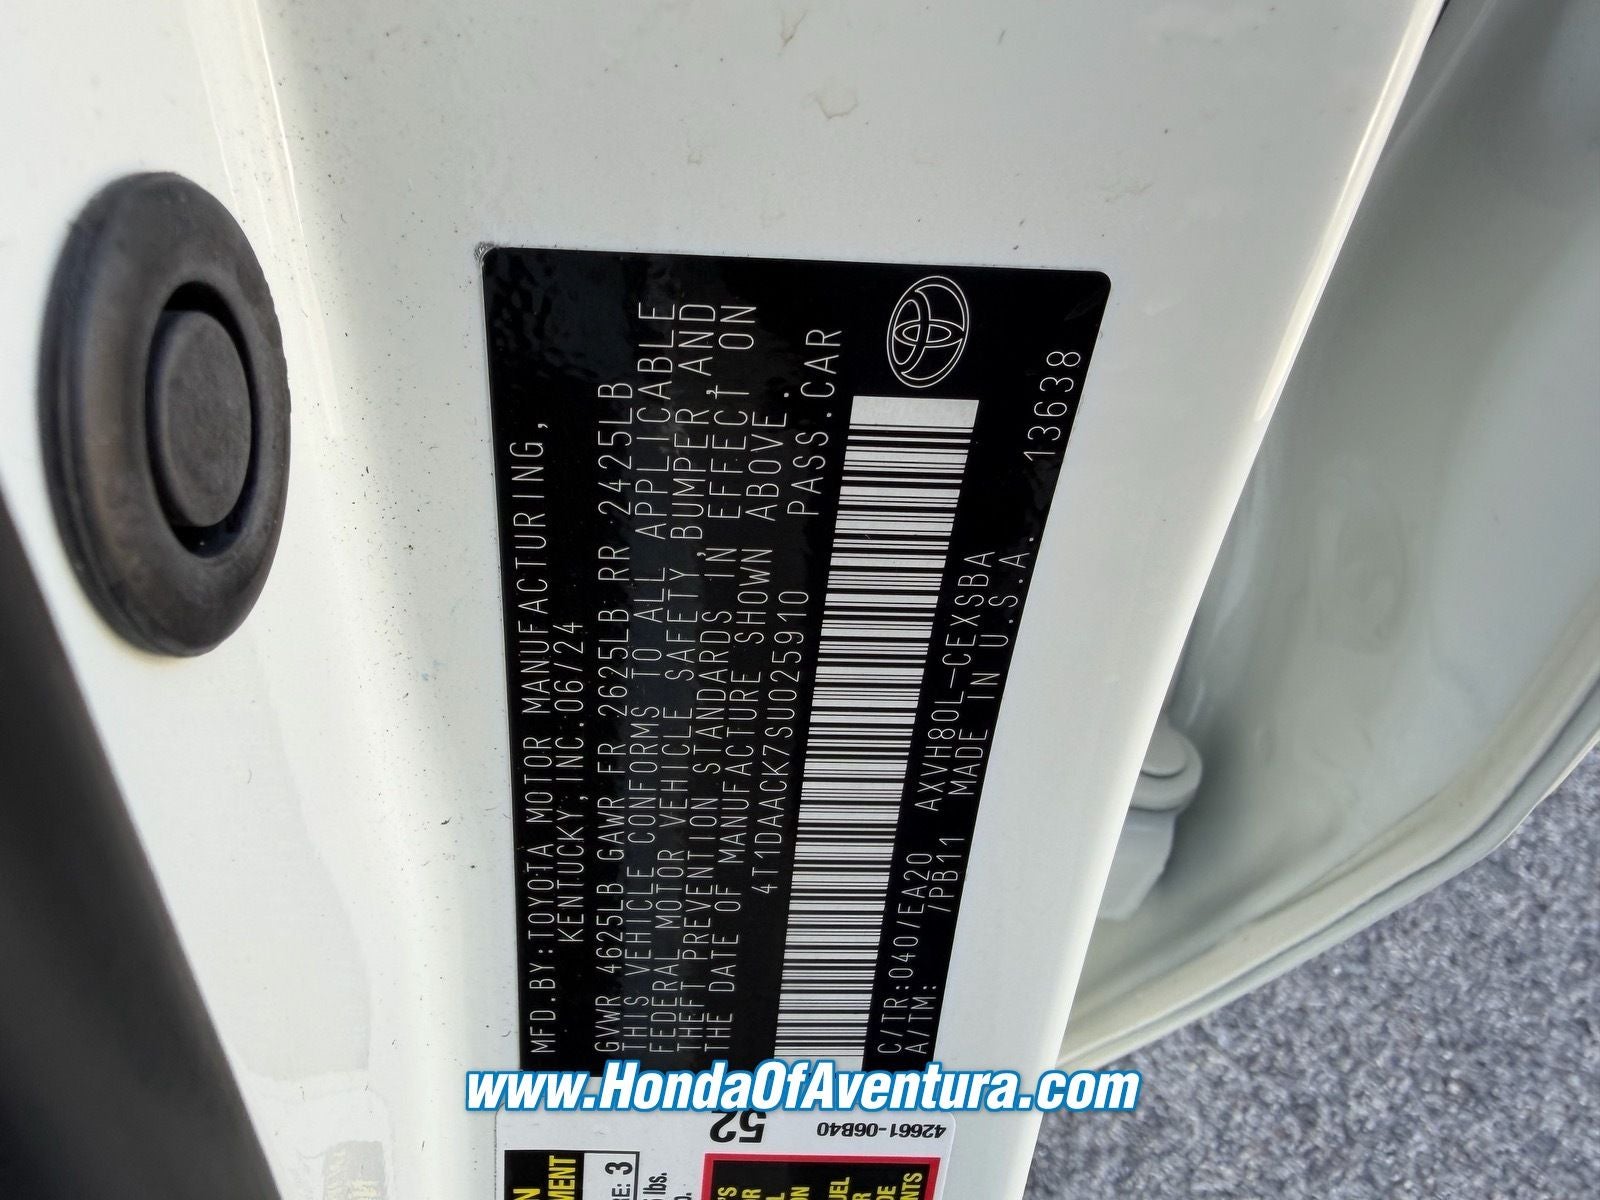 MFD.BY:TOYOTA MOTOR MANUFACTURING,
KENTUCKY,INC.06/24
GVWR 4625LB GAWR FR 2625LB RR 2425LB
THIS VEHICLE CONFORMS TO ALL APPLICABLE
FEDERAL MOTOR VEHICLE SAFETY,BUMPER,AND
THEFT PREVENTION STANDARDS IN EFFECT ON
THE DATE OF MANUFACTURE SHOWN ABOVE.
4T1DAACK7SU025910 PASS.CAR
C/TR:040/EA20 AXVH80L-CEXSBA
A/TM: /PB11 MADE IN U.S.A. 13638
www.HondaOfAventura.com
52
42661-06B40
3
lbs.